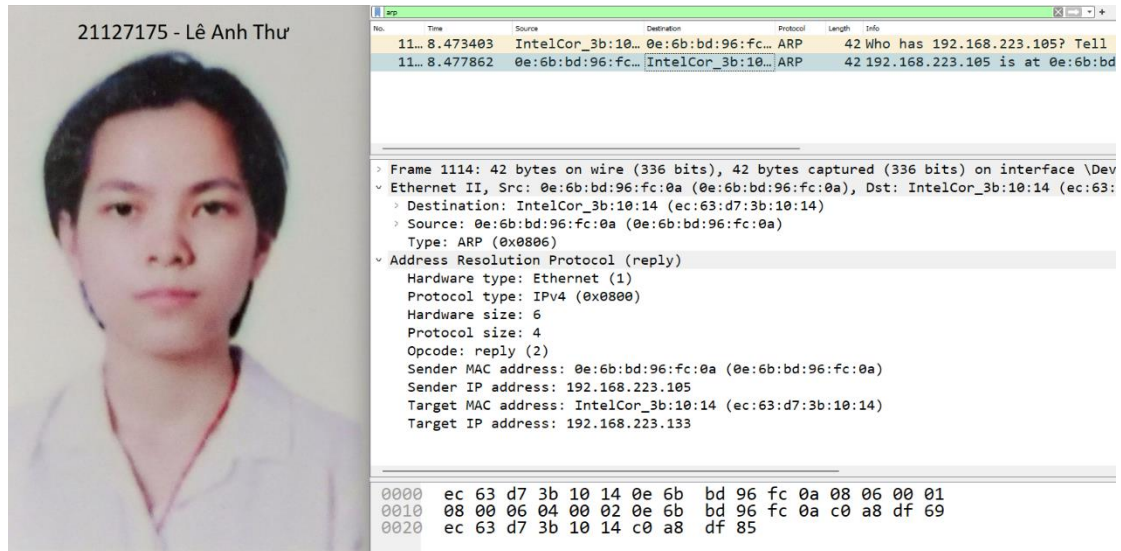 21127175 - Lê Anh Thư
arp
No. Time Source Destination Protocol Length Info
11… 8.473403 IntelCor_3b:10… 0e:6b:bd:96:fc… ARP 42 Who has 192.168.223.105? Tell
11… 8.477862 0e:6b:bd:96:fc… IntelCor_3b:10… ARP 42 192.168.223.105 is at 0e:6b:bd
Frame 1114: 42 bytes on wire (336 bits), 42 bytes captured (336 bits) on interface \Dev
Ethernet II, Src: 0e:6b:bd:96:fc:0a (0e:6b:bd:96:fc:0a), Dst: IntelCor_3b:10:14 (ec:63:
Destination: IntelCor_3b:10:14 (ec:63:d7:3b:10:14)
Source: 0e:6b:bd:96:fc:0a (0e:6b:bd:96:fc:0a)
Type: ARP (0x0806)
Address Resolution Protocol (reply)
Hardware type: Ethernet (1)
Protocol type: IPv4 (0x0800)
Hardware size: 6
Protocol size: 4
Opcode: reply (2)
Sender MAC address: 0e:6b:bd:96:fc:0a (0e:6b:bd:96:fc:0a)
Sender IP address: 192.168.223.105
Target MAC address: IntelCor_3b:10:14 (ec:63:d7:3b:10:14)
Target IP address: 192.168.223.133
0000 ec 63 d7 3b 10 14 0e 6b bd 96 fc 0a 08 06 00 01
0010 08 00 06 04 00 02 0e 6b bd 96 fc 0a c0 a8 df 69
0020 ec 63 d7 3b 10 14 c0 a8 df 85